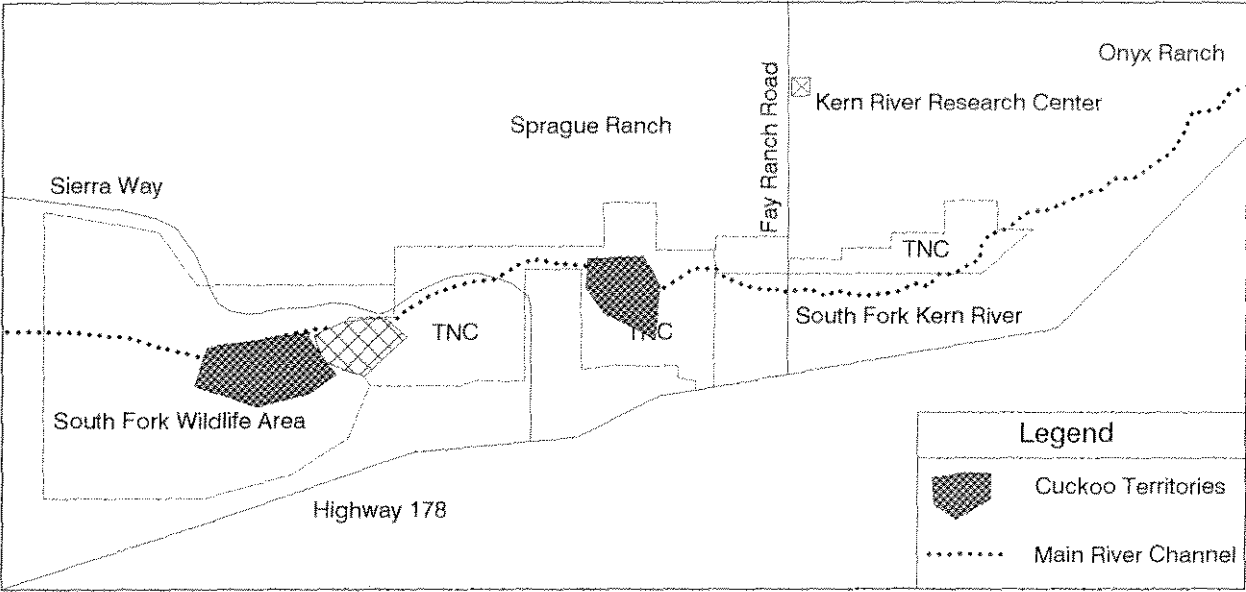 Onyx Ranch
Fay Ranch Road
Kern River Research Center
Sprague Ranch
Sierra Way
TNC
TNC
TNC
South Fork Kern River
South Fork Wildlife Area
Highway 178
Legend
Cuckoo Territories
Main River Channel